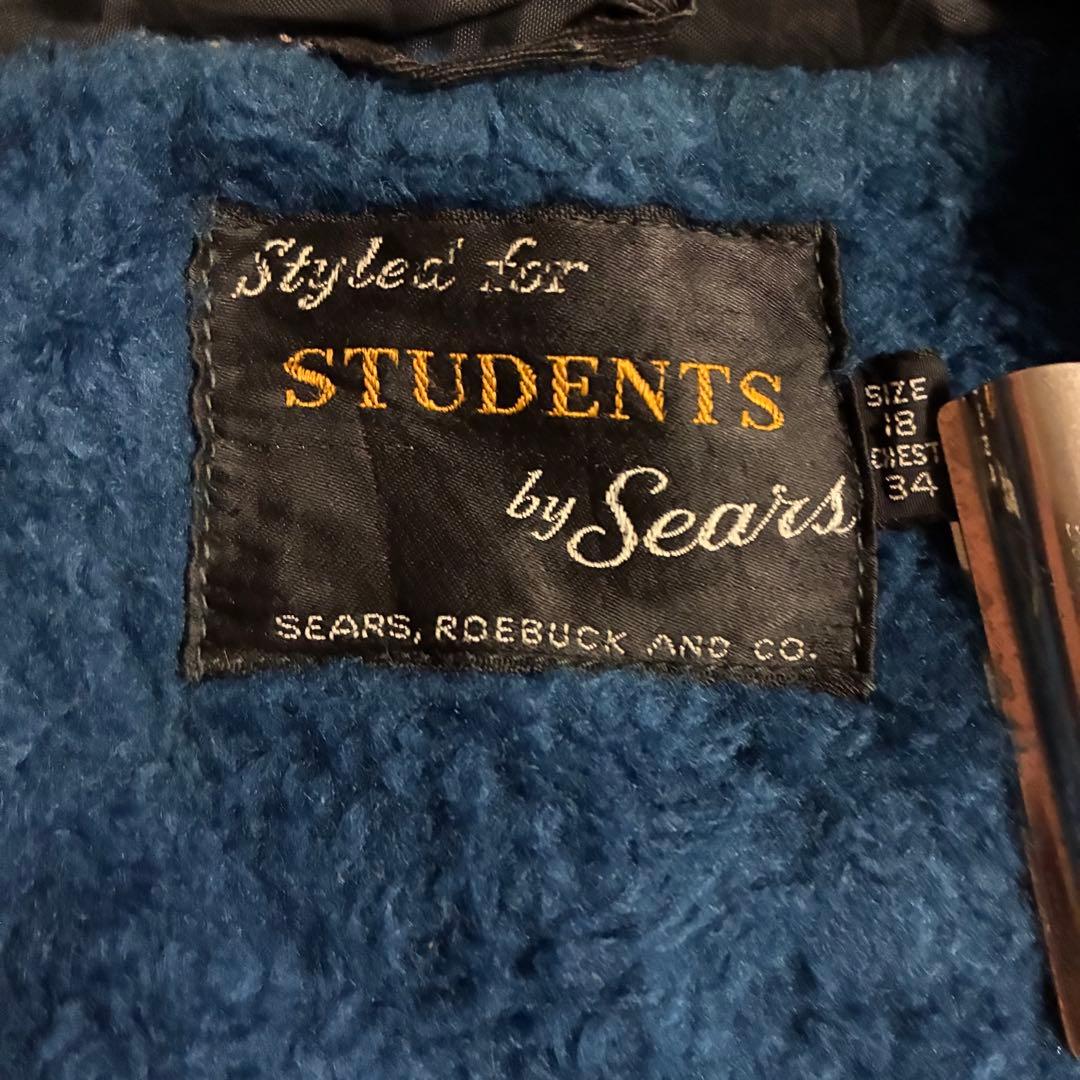 Styled for
STUDENTS
by Sears
SEARS, ROEBUCK AND CO.
SIZE
18
CHEST
34